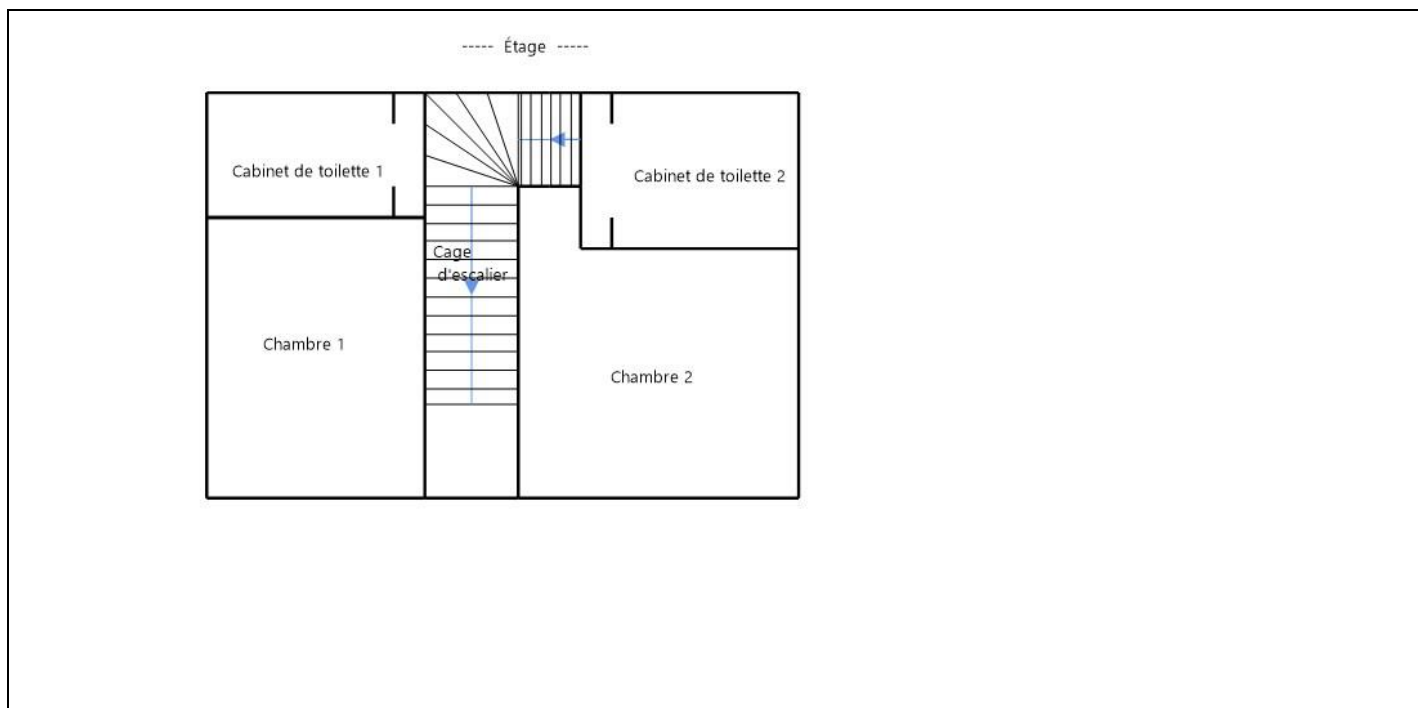 ----- Étage -----
Cabinet de toilette 1
Cabinet de toilette 2
Cage
d'escalier
Chambre 1
Chambre 2